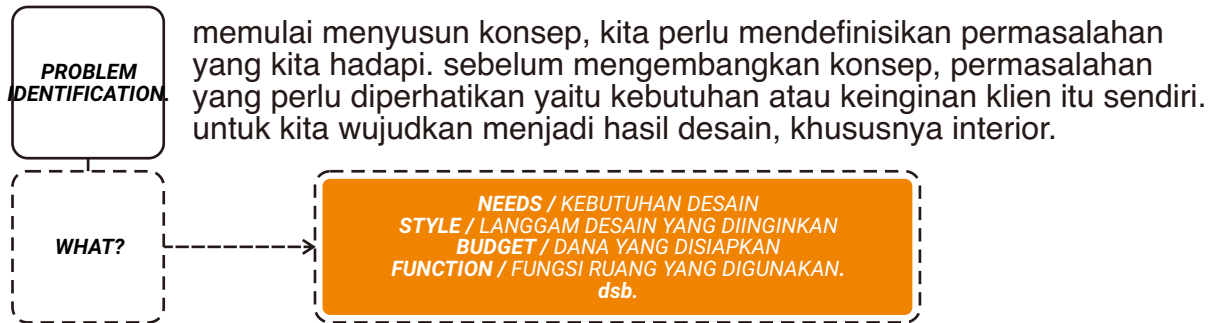 PROBLEM
IDENTIFICATION.
memulai menyusun konsep, kita perlu mendefinisikan permasalahan
yang kita hadapi. sebelum mengembangkan konsep, permasalahan
yang perlu diperhatikan yaitu kebutuhan atau keinginan klien itu sendiri.
untuk kita wujudkan menjadi hasil desain, khususnya interior.
WHAT?
NEEDS / KEBUTUHAN DESAIN
STYLE / LANGGAM DESAIN YANG DIINGINKAN
BUDGET / DANA YANG DISIAPKAN
FUNCTION / FUNGSI RUANG YANG DIGUNAKAN.
dsb.